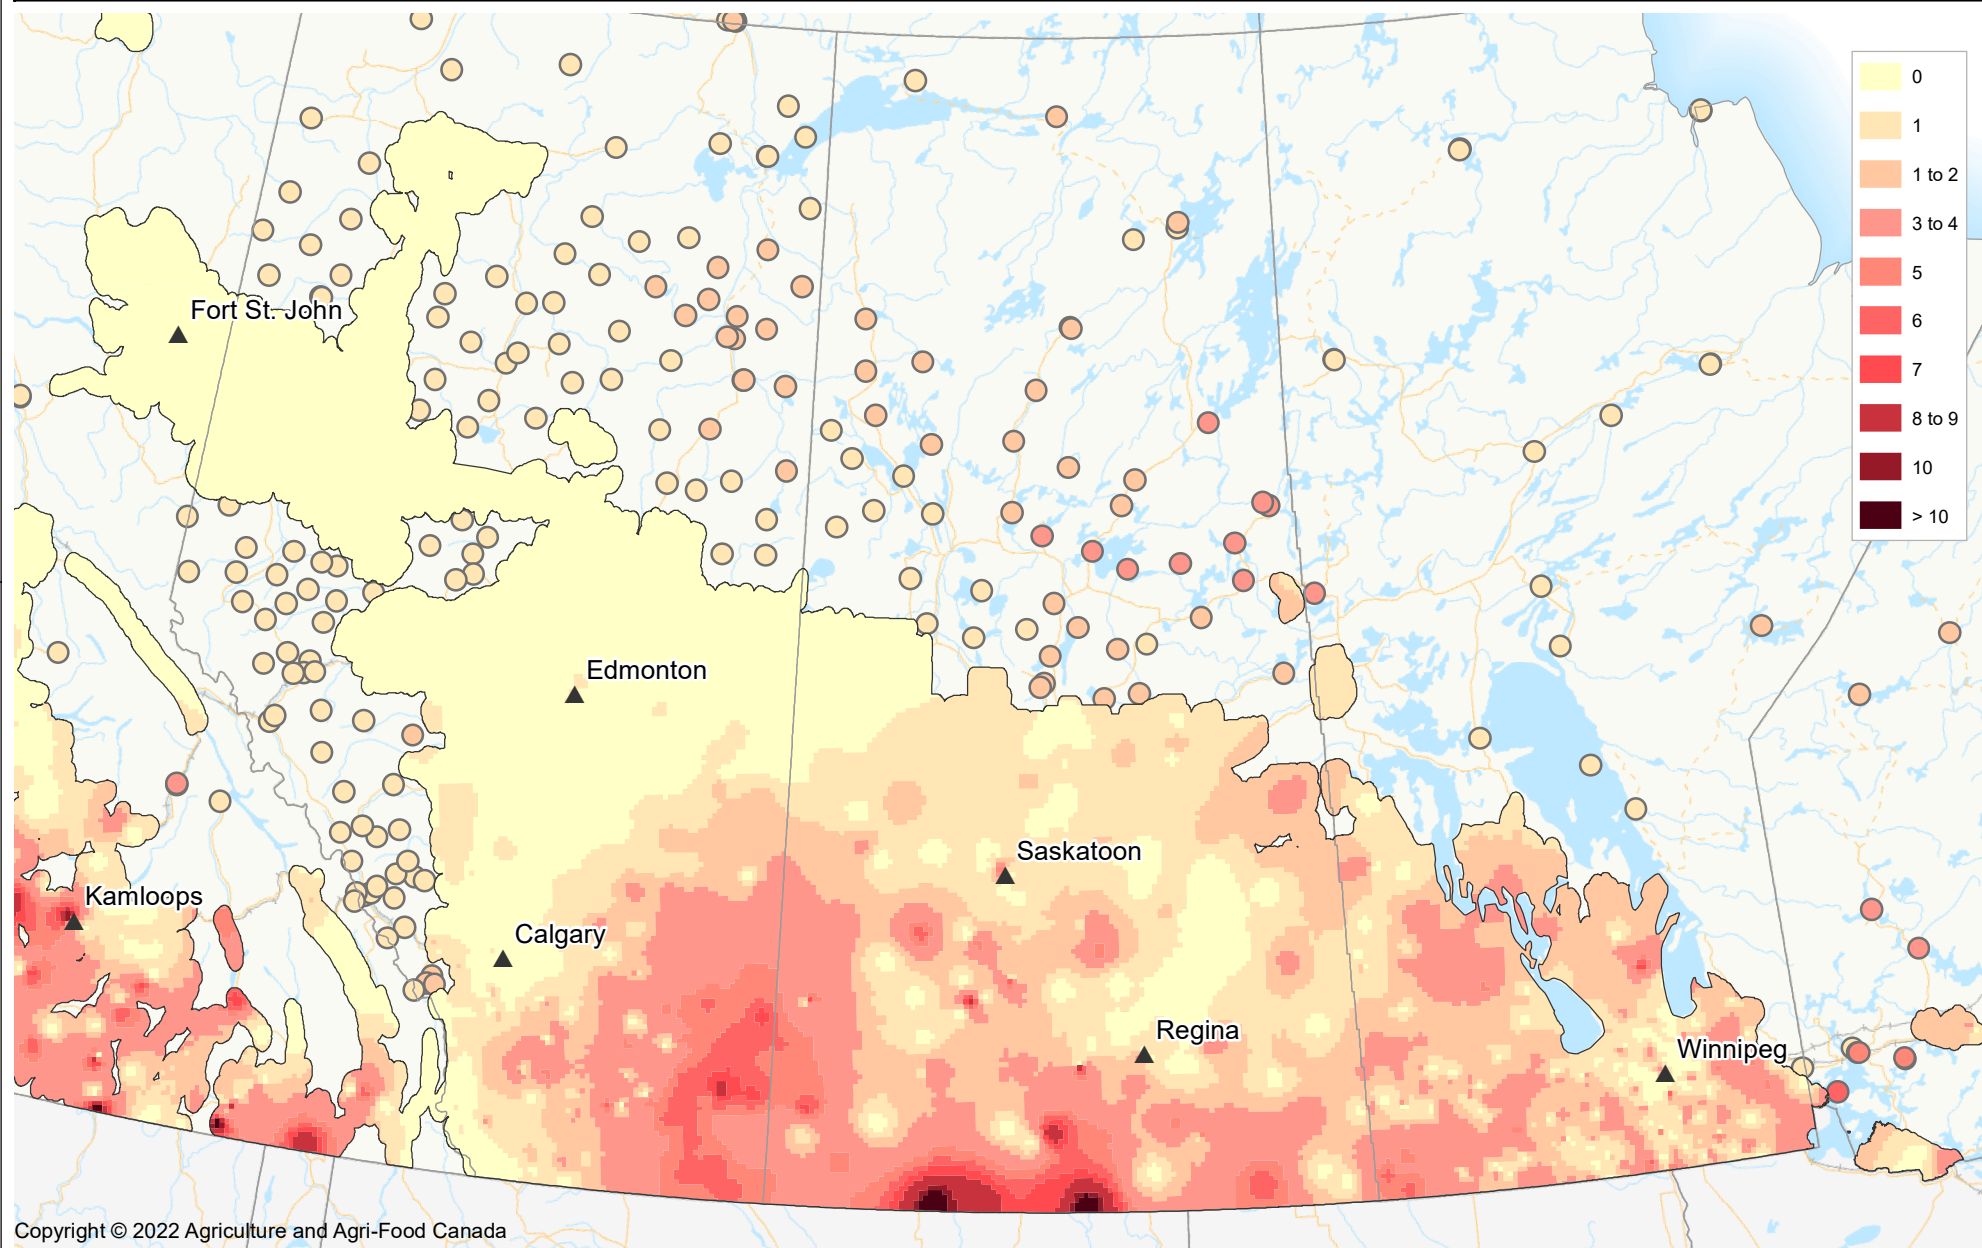 0
1
1 to 2
3 to 4
5
6
7
8 to 9
10
> 10
Fort St. John
Edmonton
Saskatoon
Kamloops
Calgary
Regina
Winnipeg
Copyright © 2022 Agriculture and Agri-Food Canada